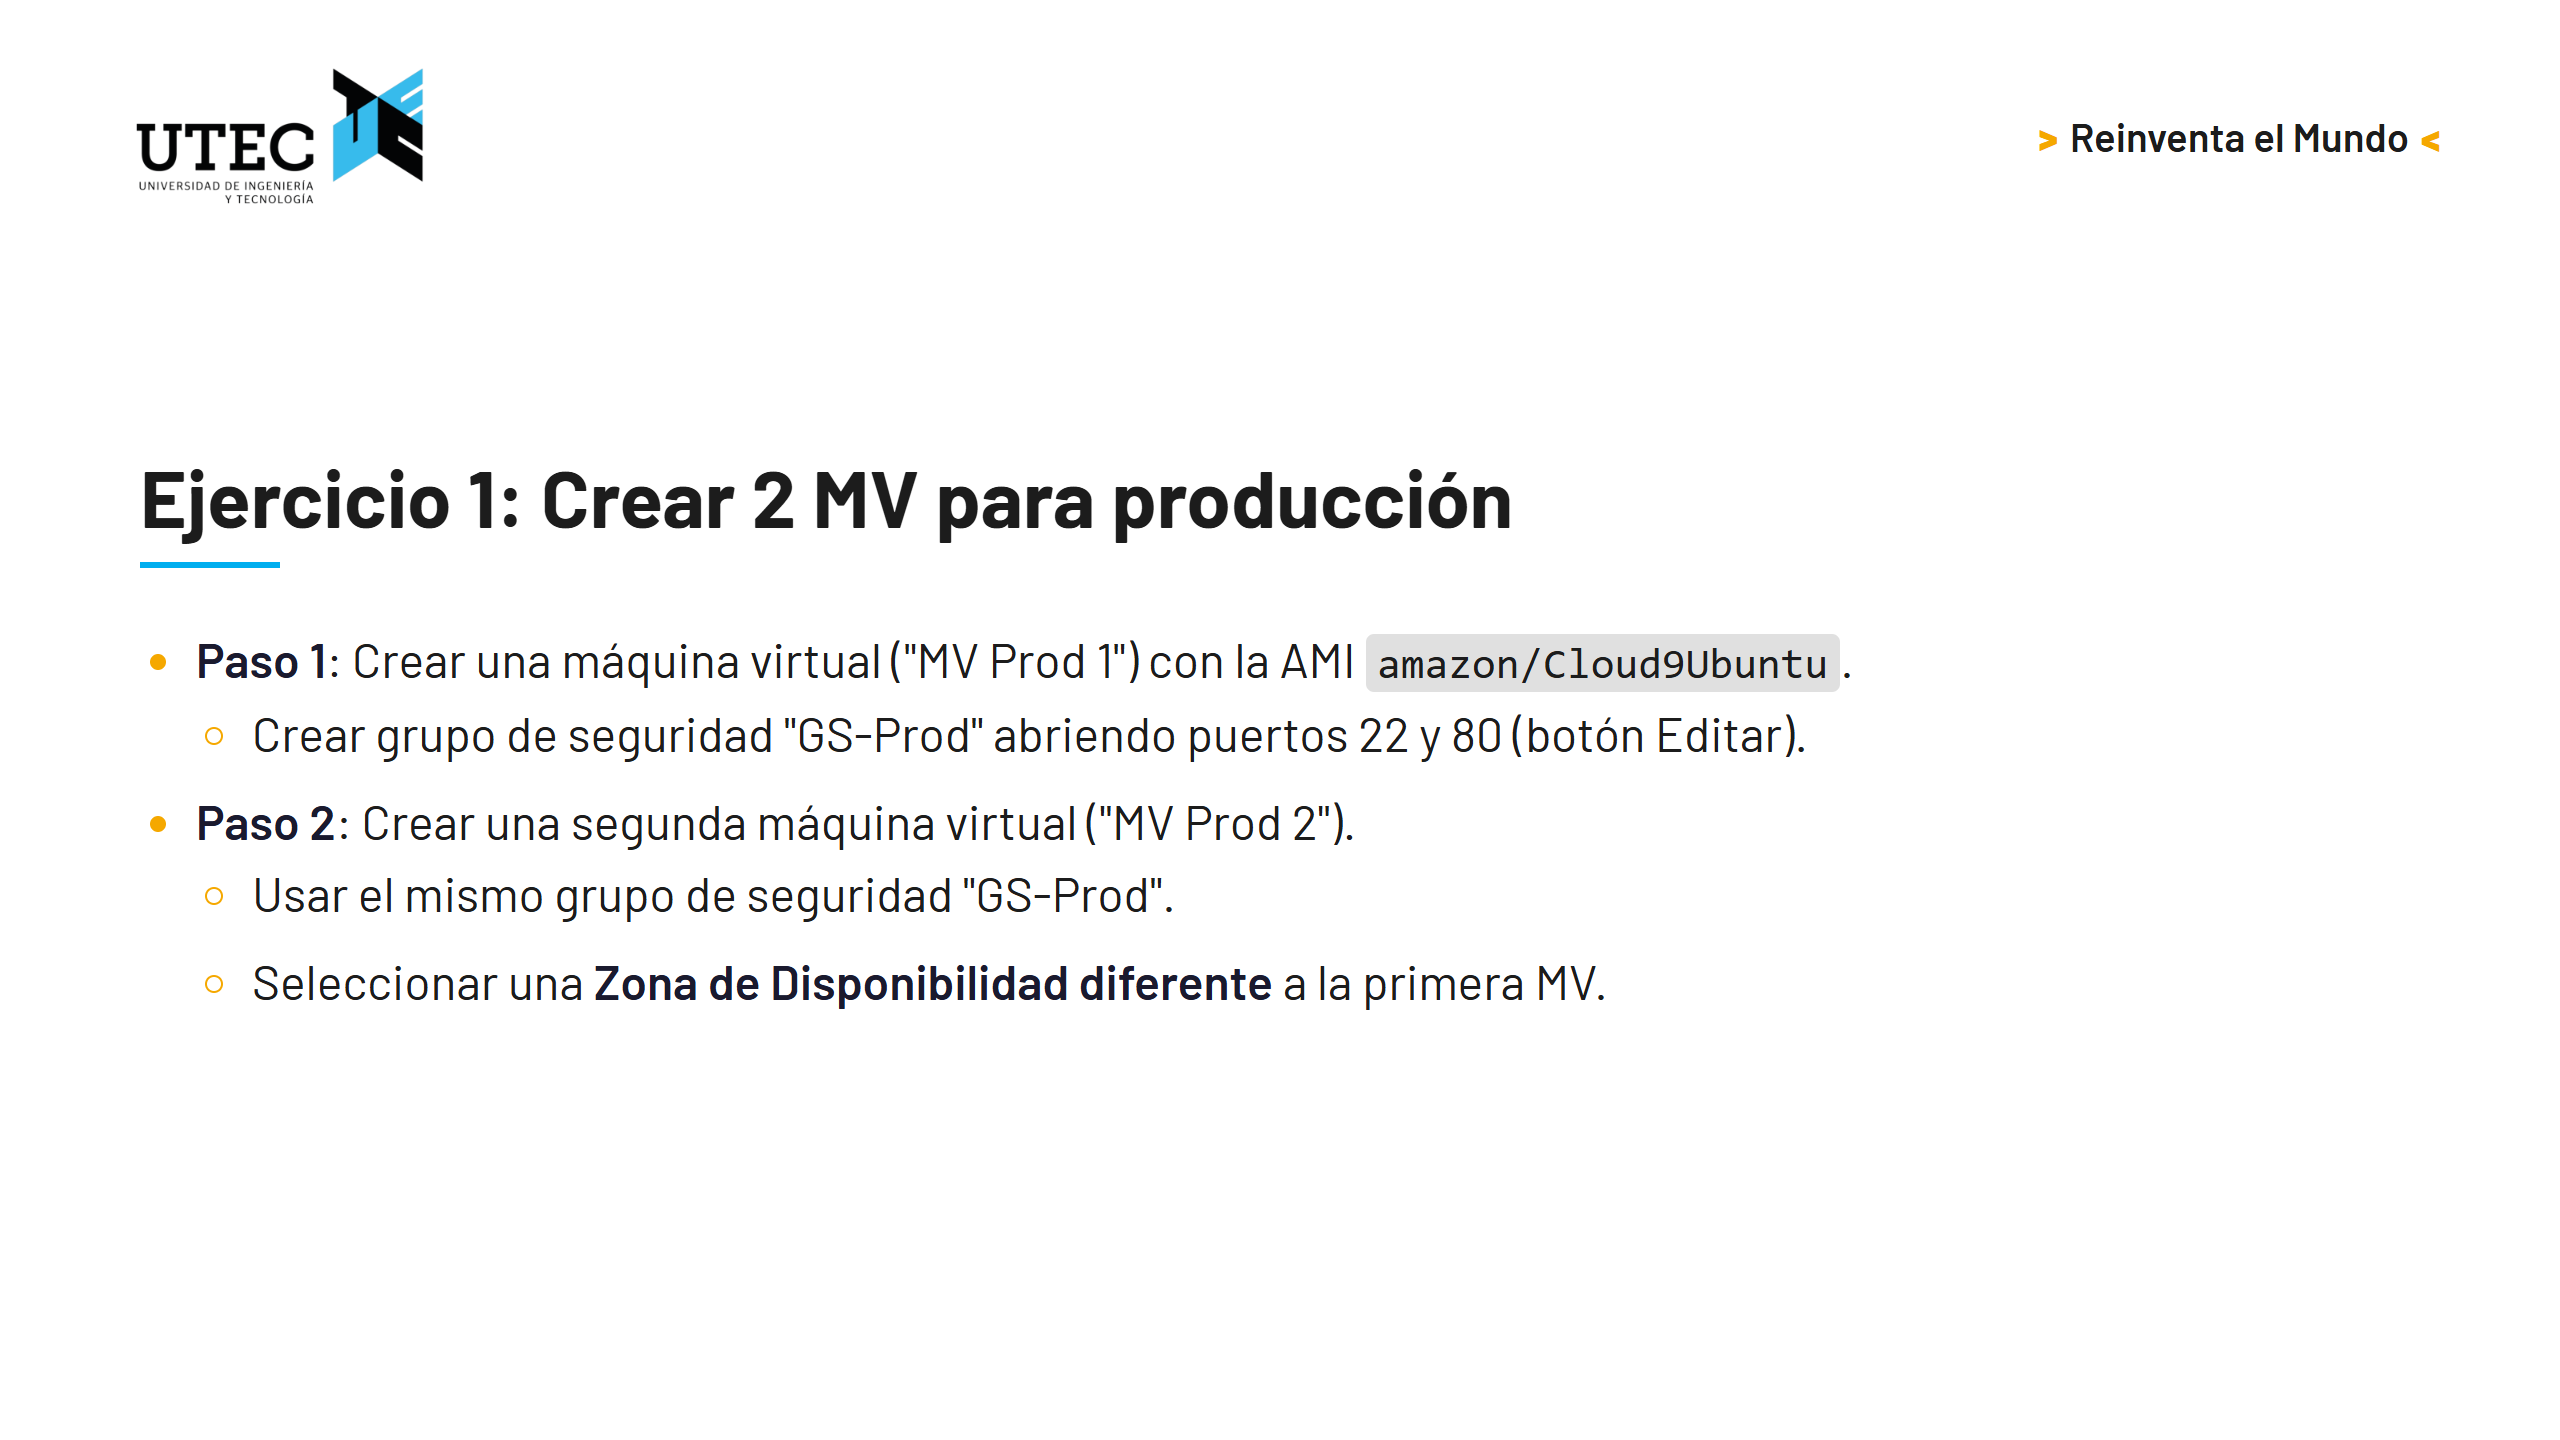 UTEC
UNIVERSIDAD DE INGENIERÍA
Y TECNOLOGÍA
> Reinventa el Mundo <
Ejercicio 1: Crear 2 MV para producción
Paso 1: Crear una máquina virtual ("MV Prod 1") con la AMI amazon/Cloud9Ubuntu.
Crear grupo de seguridad "GS-Prod" abriendo puertos 22 y 80 (botón Editar).
Paso 2: Crear una segunda máquina virtual ("MV Prod 2").
Usar el mismo grupo de seguridad "GS-Prod".
Seleccionar una Zona de Disponibilidad diferente a la primera MV.